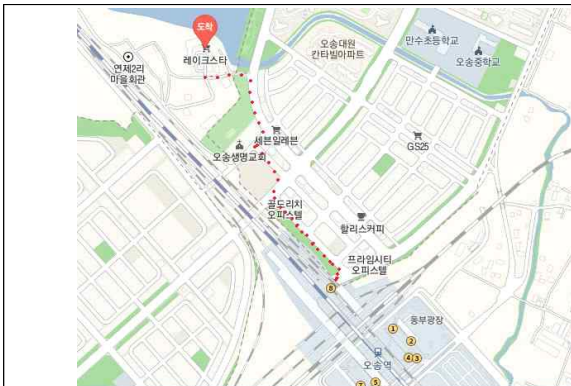 도착
레이크스타
연제2리
마을회관
오송대원
칸타빌아파트
만수초등학교
오송중학교
세븐일레븐
오송생명교회
GS25
골드리치
오피스텔
할리스커피
프라임시티
오피스텔
8
동부광장
1
2
4 3
오송역
5
7